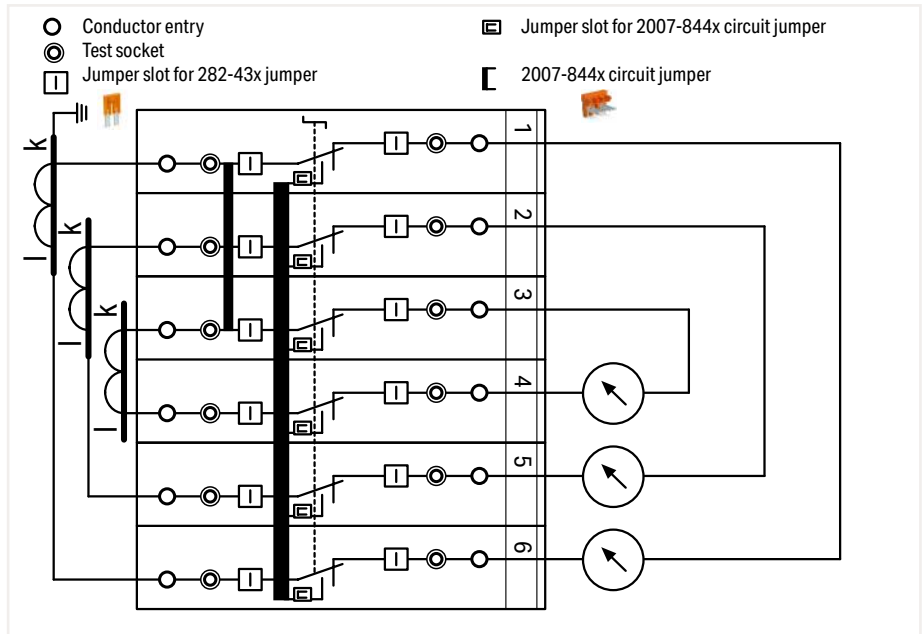 Conductor entry
Test socket
Jumper slot for 282-43x jumper
Jumper slot for 2007-844x circuit jumper
2007-844x circuit jumper
k
l
k
l
k
l
1
2
3
4
5
6